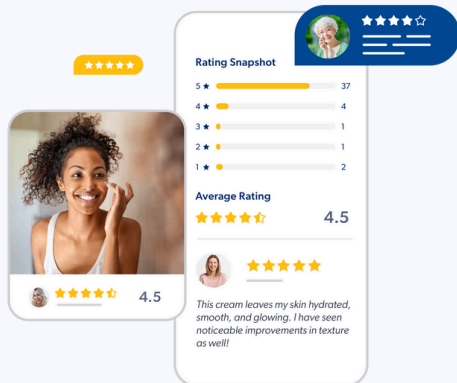 Rating Snapshot
5 ★ 37
4 ★ 4
3 ★ 1
2 ★ 1
1 ★ 2
Average Rating
4.5
4.5
This cream leaves my skin hydrated,
smooth, and glowing. I have seen
noticeable improvements in texture
as well!